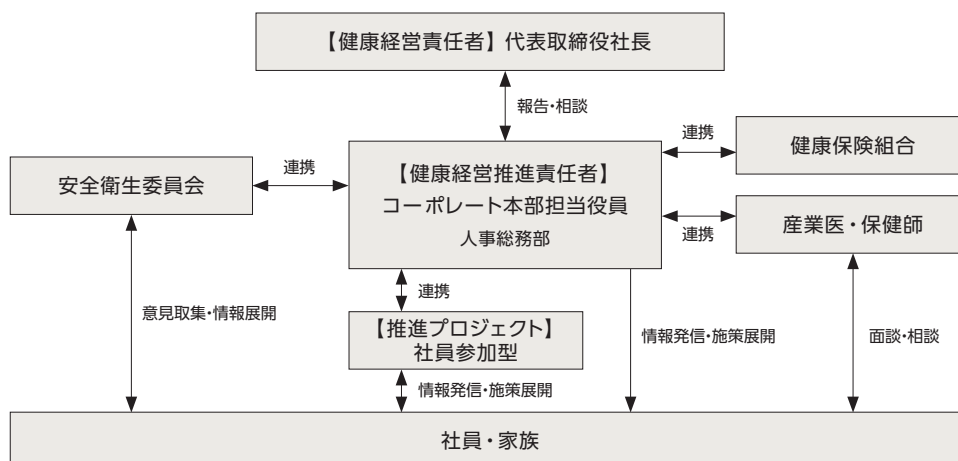 【健康経営責任者】代表取締役社長
報告・相談
連携
健康保険組合
安全衛生委員会
連携
【健康経営推進責任者】
コーポレート本部担当役員
人事総務部
連携
産業医・保健師
連携
意見取集・情報展開
【推進プロジェクト】
社員参加型
情報発信・施策展開
面談・相談
情報発信・施策展開
社員・家族